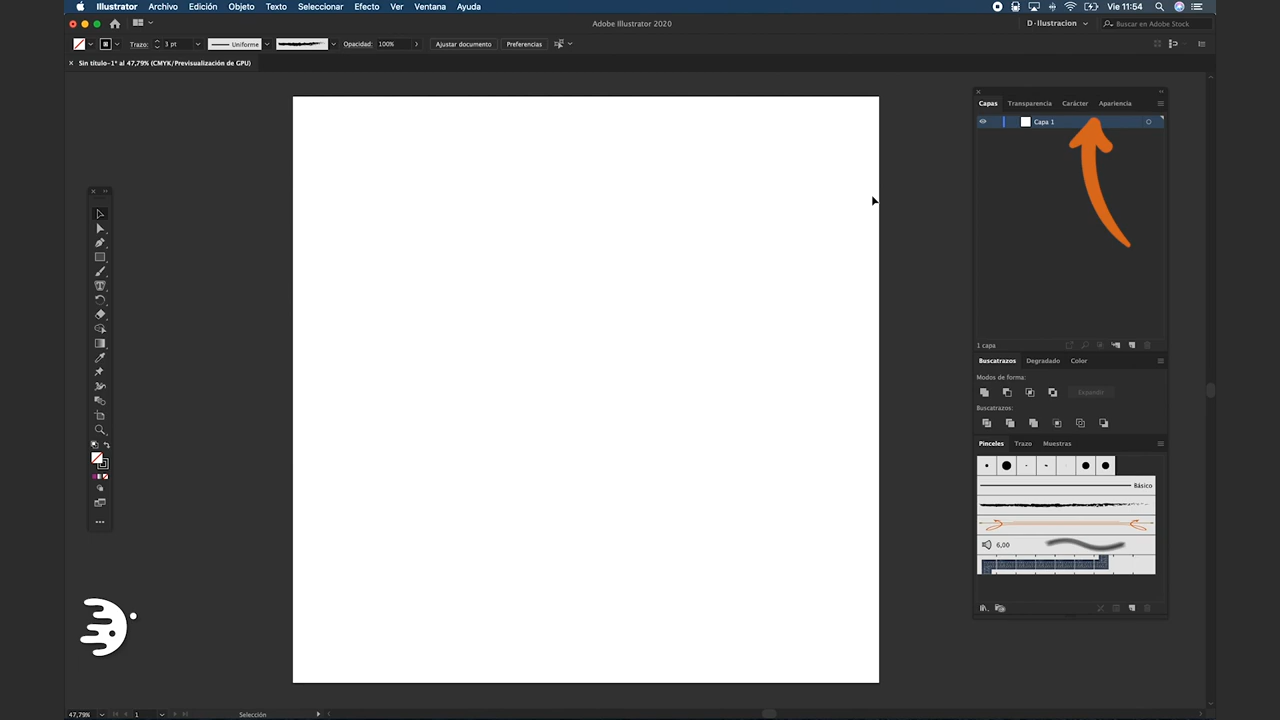 Illustrator Archivo Edición Objeto Texto Seleccionar Efecto Ver Ventana Ayuda Vie 11:54
Adobe Illustrator 2020 D-Ilustracion Buscar en Adobe Stock
Trazo: 3 pt Uniforme Opacidad: 100% Ajustar documento Preferencias
Sin título-1* al 47,79% (CMYK/Previsualización de GPU)
Capas Transparencia Carácter Apariencia
Capa 1
1 capa
Buscatrazos Degradado Color
Modos de forma:
Expandir
Buscatrazos:
Pinceles Trazo Muestras
Básico
6,00
47,79% 1 Selección